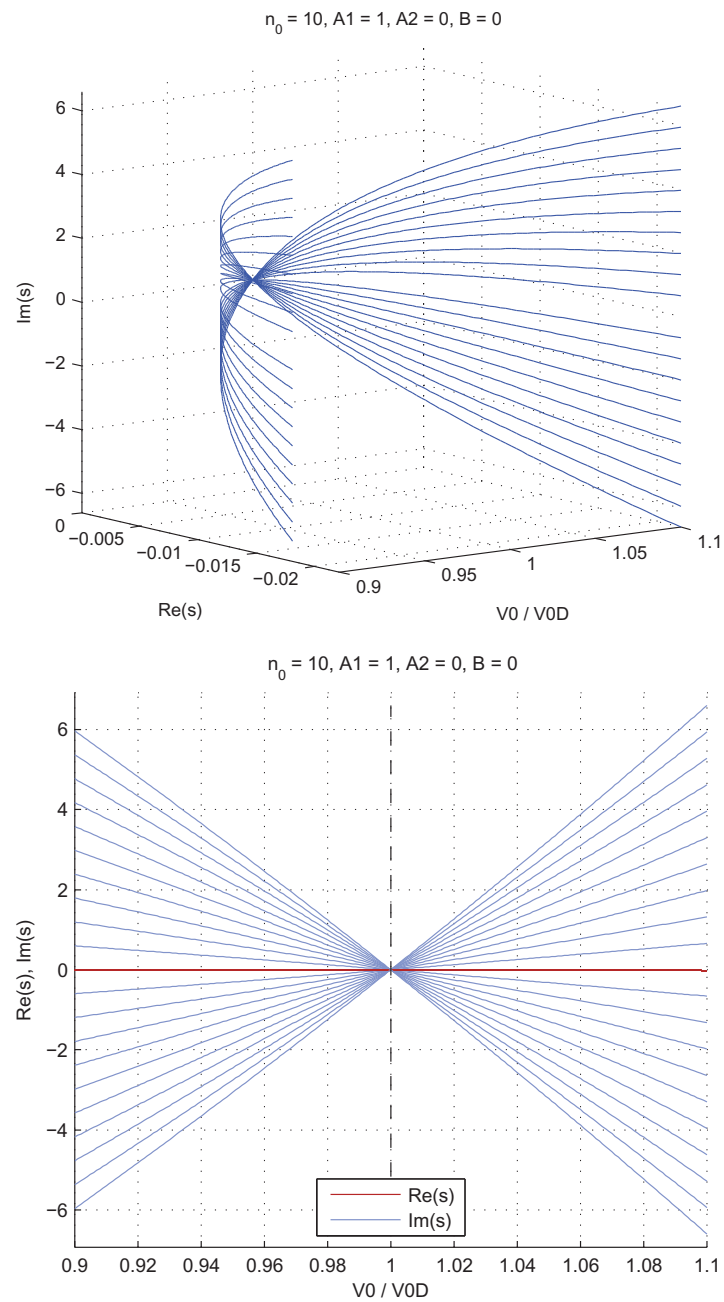 n₀ = 10, A1 = 1, A2 = 0, B = 0
6
4
2
0
−2
−4
−6
Im(s)
0
−0.005
−0.01
−0.015
−0.02
Re(s)
0.9
0.95
1
1.05
1.1
V0 / V0D
n₀ = 10, A1 = 1, A2 = 0, B = 0
6
4
2
0
−2
−4
−6
Re(s), Im(s)
Re(s)
Im(s)
0.9 0.92 0.94 0.96 0.98 1 1.02 1.04 1.06 1.08 1.1
V0 / V0D